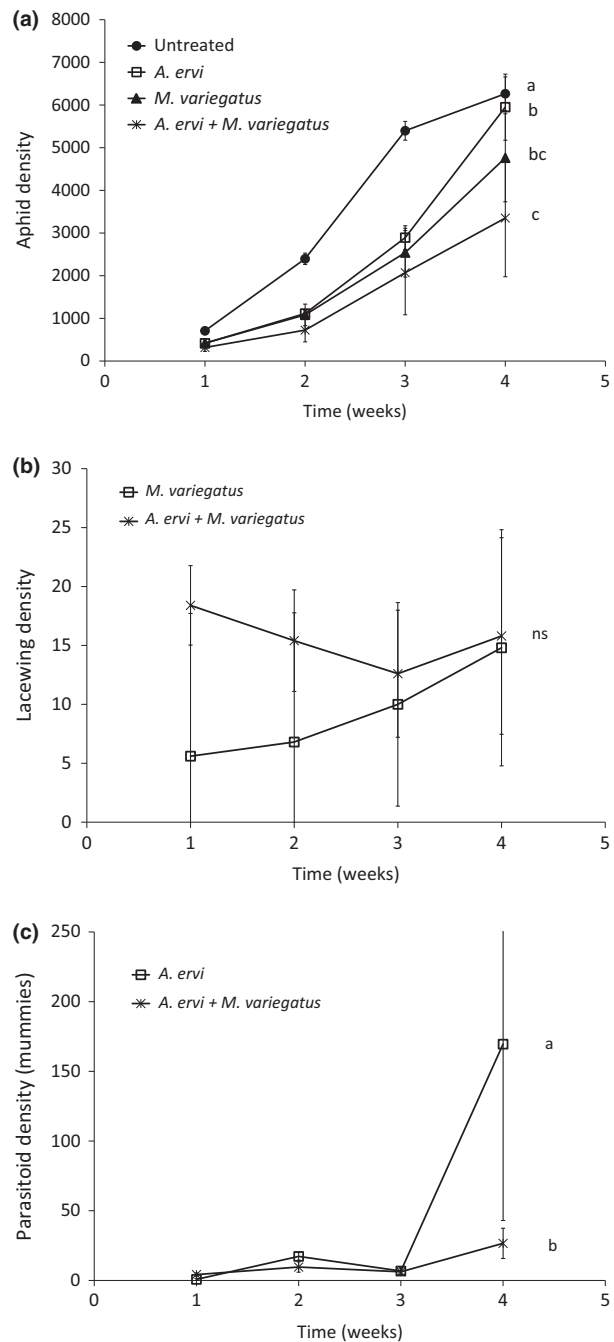 (a)
8000
7000
6000
5000
4000
3000
2000
1000
0
Aphid density
Untreated
A. ervi
M. variegatus
A. ervi + M. variegatus
a
b
bc
c
0 1 2 3 4 5
Time (weeks)
(b)
30
25
20
15
10
5
0
Lacewing density
M. variegatus
A. ervi + M. variegatus
ns
0 1 2 3 4 5
Time (weeks)
(c)
250
200
150
100
50
0
Parasitoid density (mummies)
A. ervi
A. ervi + M. variegatus
a
b
0 1 2 3 4 5
Time (weeks)